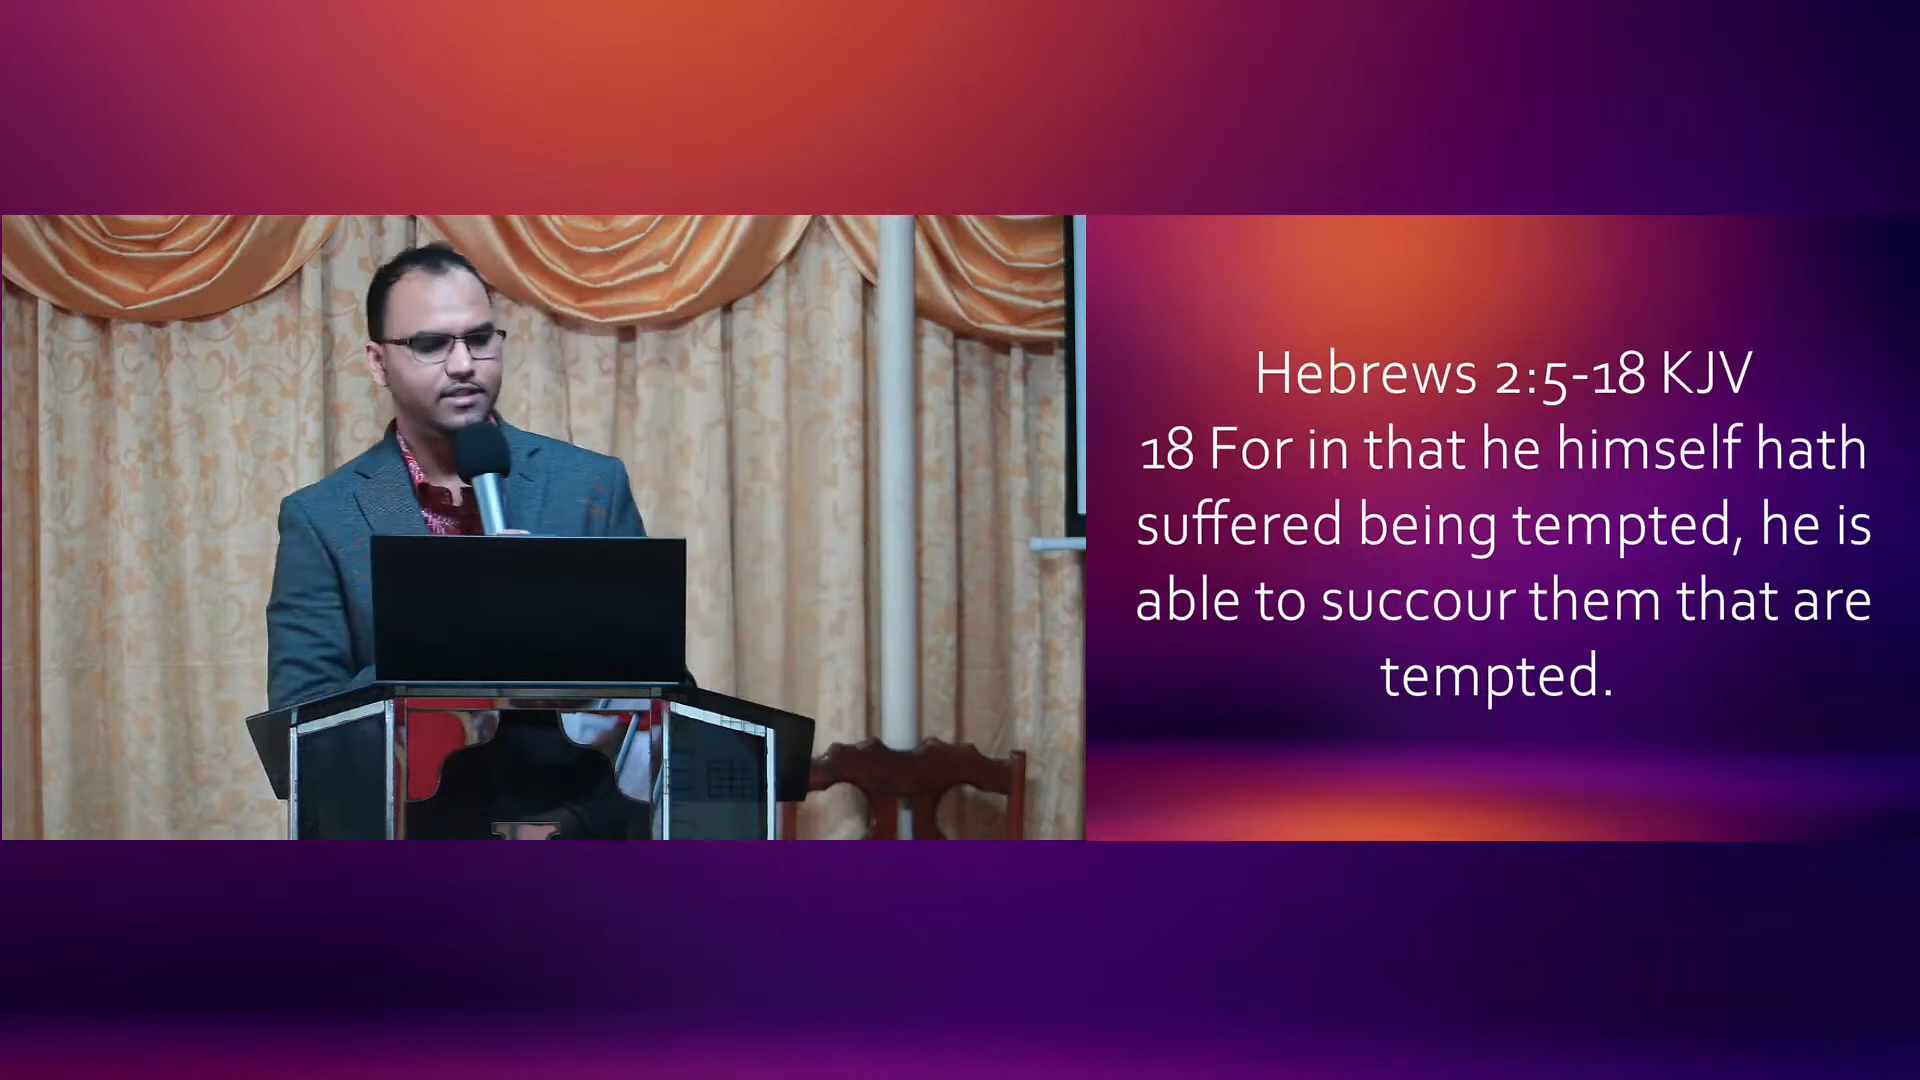 Hebrews 2:5-18 KJV
18 For in that he himself hath
suffered being tempted, he is
able to succour them that are
tempted.